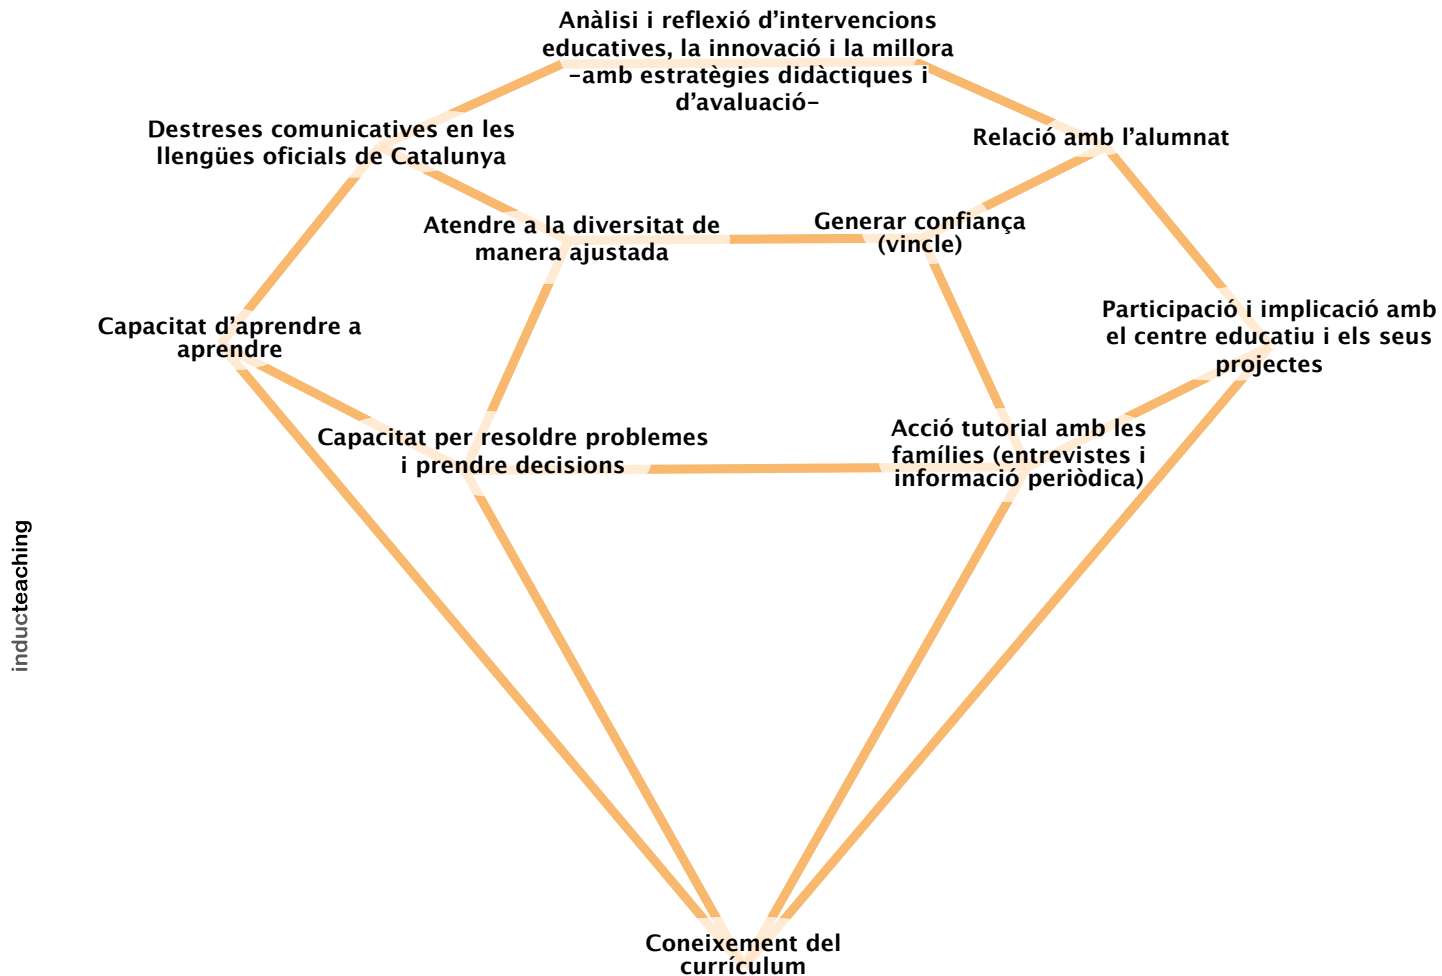 Anàlisi i reflexió d’intervencions
educatives, la innovació i la millora
–amb estratègies didàctiques i
d’avaluació–
Destreses comunicatives en les
llengües oficials de Catalunya
Relació amb l’alumnat
Atendre a la diversitat de
manera ajustada
Generar confiança
(vincle)
Capacitat d’aprendre a
aprendre
Participació i implicació amb
el centre educatiu i els seus
projectes
Capacitat per resoldre problemes
i prendre decisions
Acció tutorial amb les
famílies (entrevistes i
informació periòdica)
inducteaching
Coneixement del
currículum